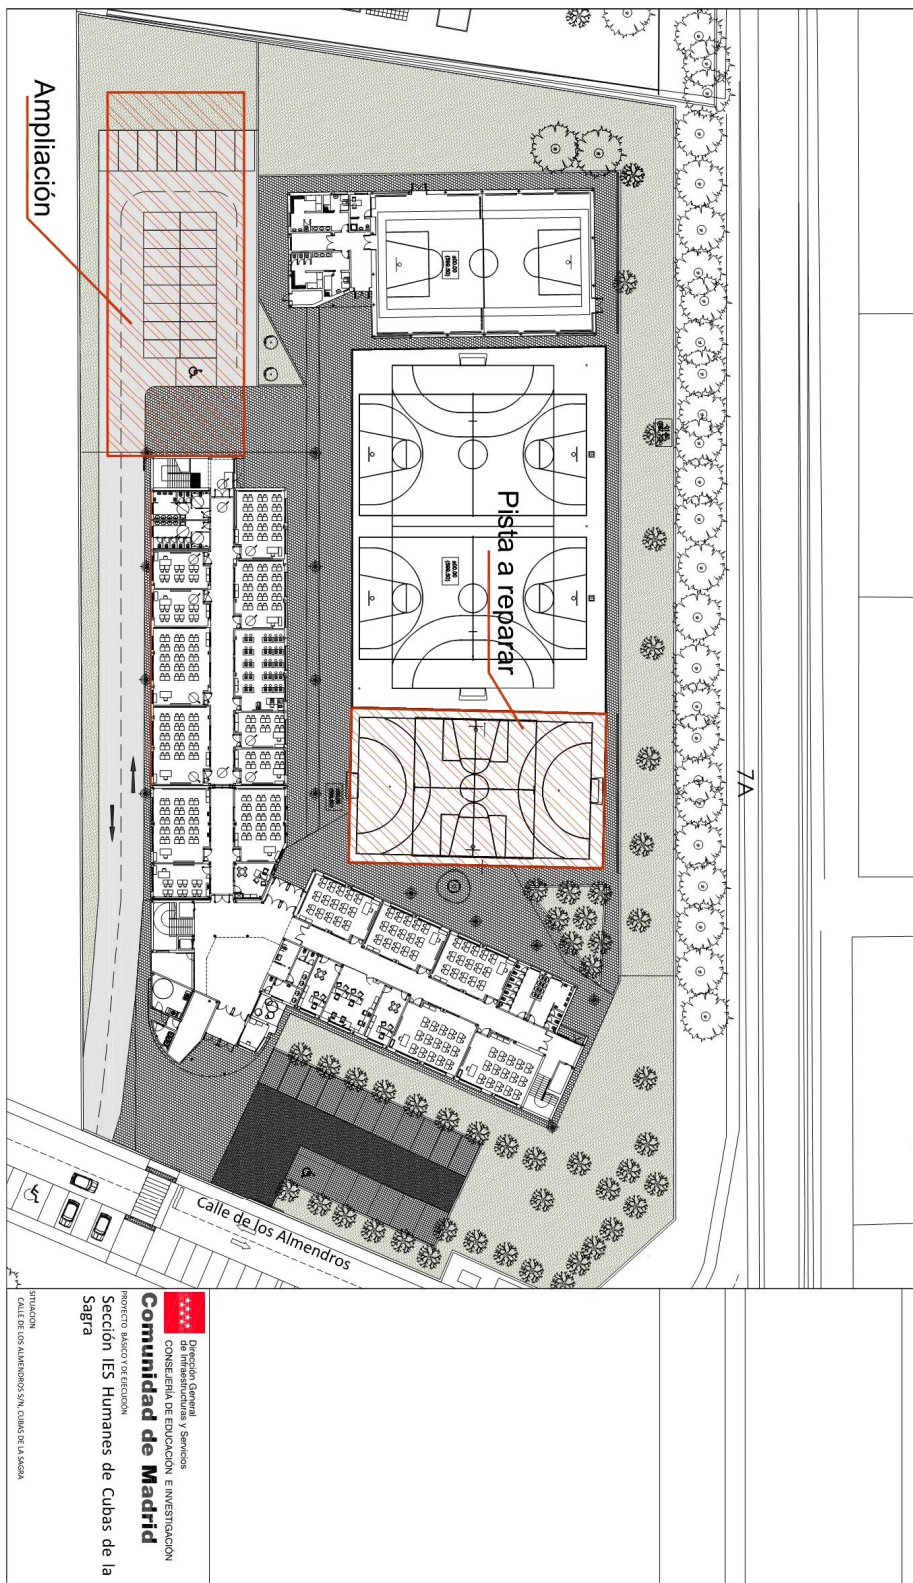 Ampliación
Pista a reparar
7A
Calle de los Almendros
Dirección General
de Infraestructuras y Servicios
CONSEJERÍA DE EDUCACIÓN E INVESTIGACIÓN
Comunidad de Madrid
PROYECTO BÁSICO Y DE EJECUCIÓN
Sección IES Humanes de Cubas de la
Sagra
SITUACION
CALLE DE LOS ALMENDROS S/N. CUBAS DE LA SAGRA